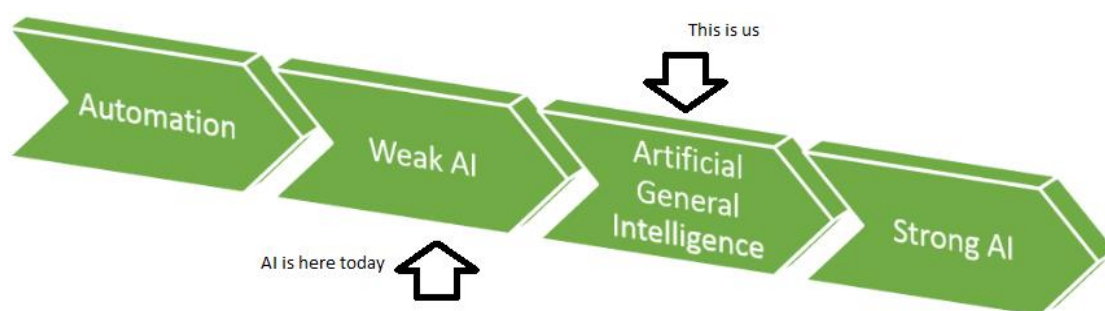 This is us
Automation
Weak AI
Artificial
General
Intelligence
Strong AI
AI is here today